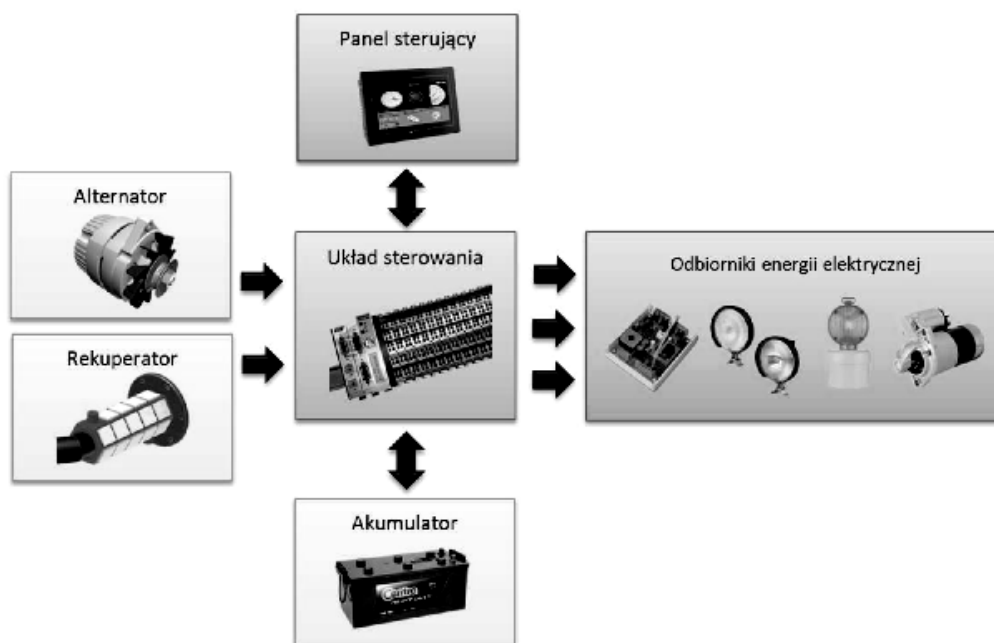 Panel sterujący
Alternator
Układ sterowania
Odbiorniki energii elektrycznej
Rekuperator
Akumulator